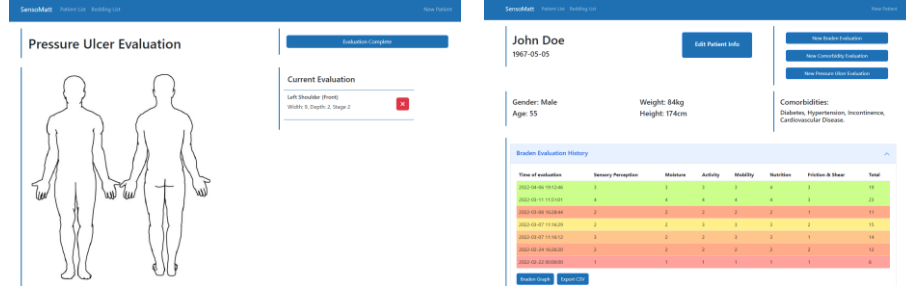 SensoMatt Patient List Bedding List New Patient
Pressure Ulcer Evaluation
Evaluation Complete
Current Evaluation
Left Shoulder (Front)
Width: 9, Depth: 2, Stage 2
SensoMatt Patient List Bedding List New Patient
John Doe
1967-05-05
Edit Patient Info
New Braden Evaluation
New Comorbidity Evaluation
New Pressure Ulcer Evaluation
Gender: Male
Age: 55
Weight: 84kg
Height: 174cm
Comorbidities:
Diabetes, Hypertension, Incontinence,
Cardiovascular Disease.
Braden Evaluation History
Time of evaluation Sensory Perception Moisture Activity Mobility Nutrition Friction & Shear Total
2022-04-06 19:12:46 3 3 3 3 4 3 19
2022-03-11 11:51:01 4 4 4 4 4 3 23
2022-03-08 16:28:44 2 2 2 2 2 1 11
2022-03-07 11:16:29 2 2 3 3 3 2 15
2022-03-07 11:16:12 3 2 2 3 3 1 14
2022-02-24 16:26:20 2 2 2 2 2 2 12
2022-02-22 00:00:00 1 1 1 1 1 1 6
Braden Graph Export CSV